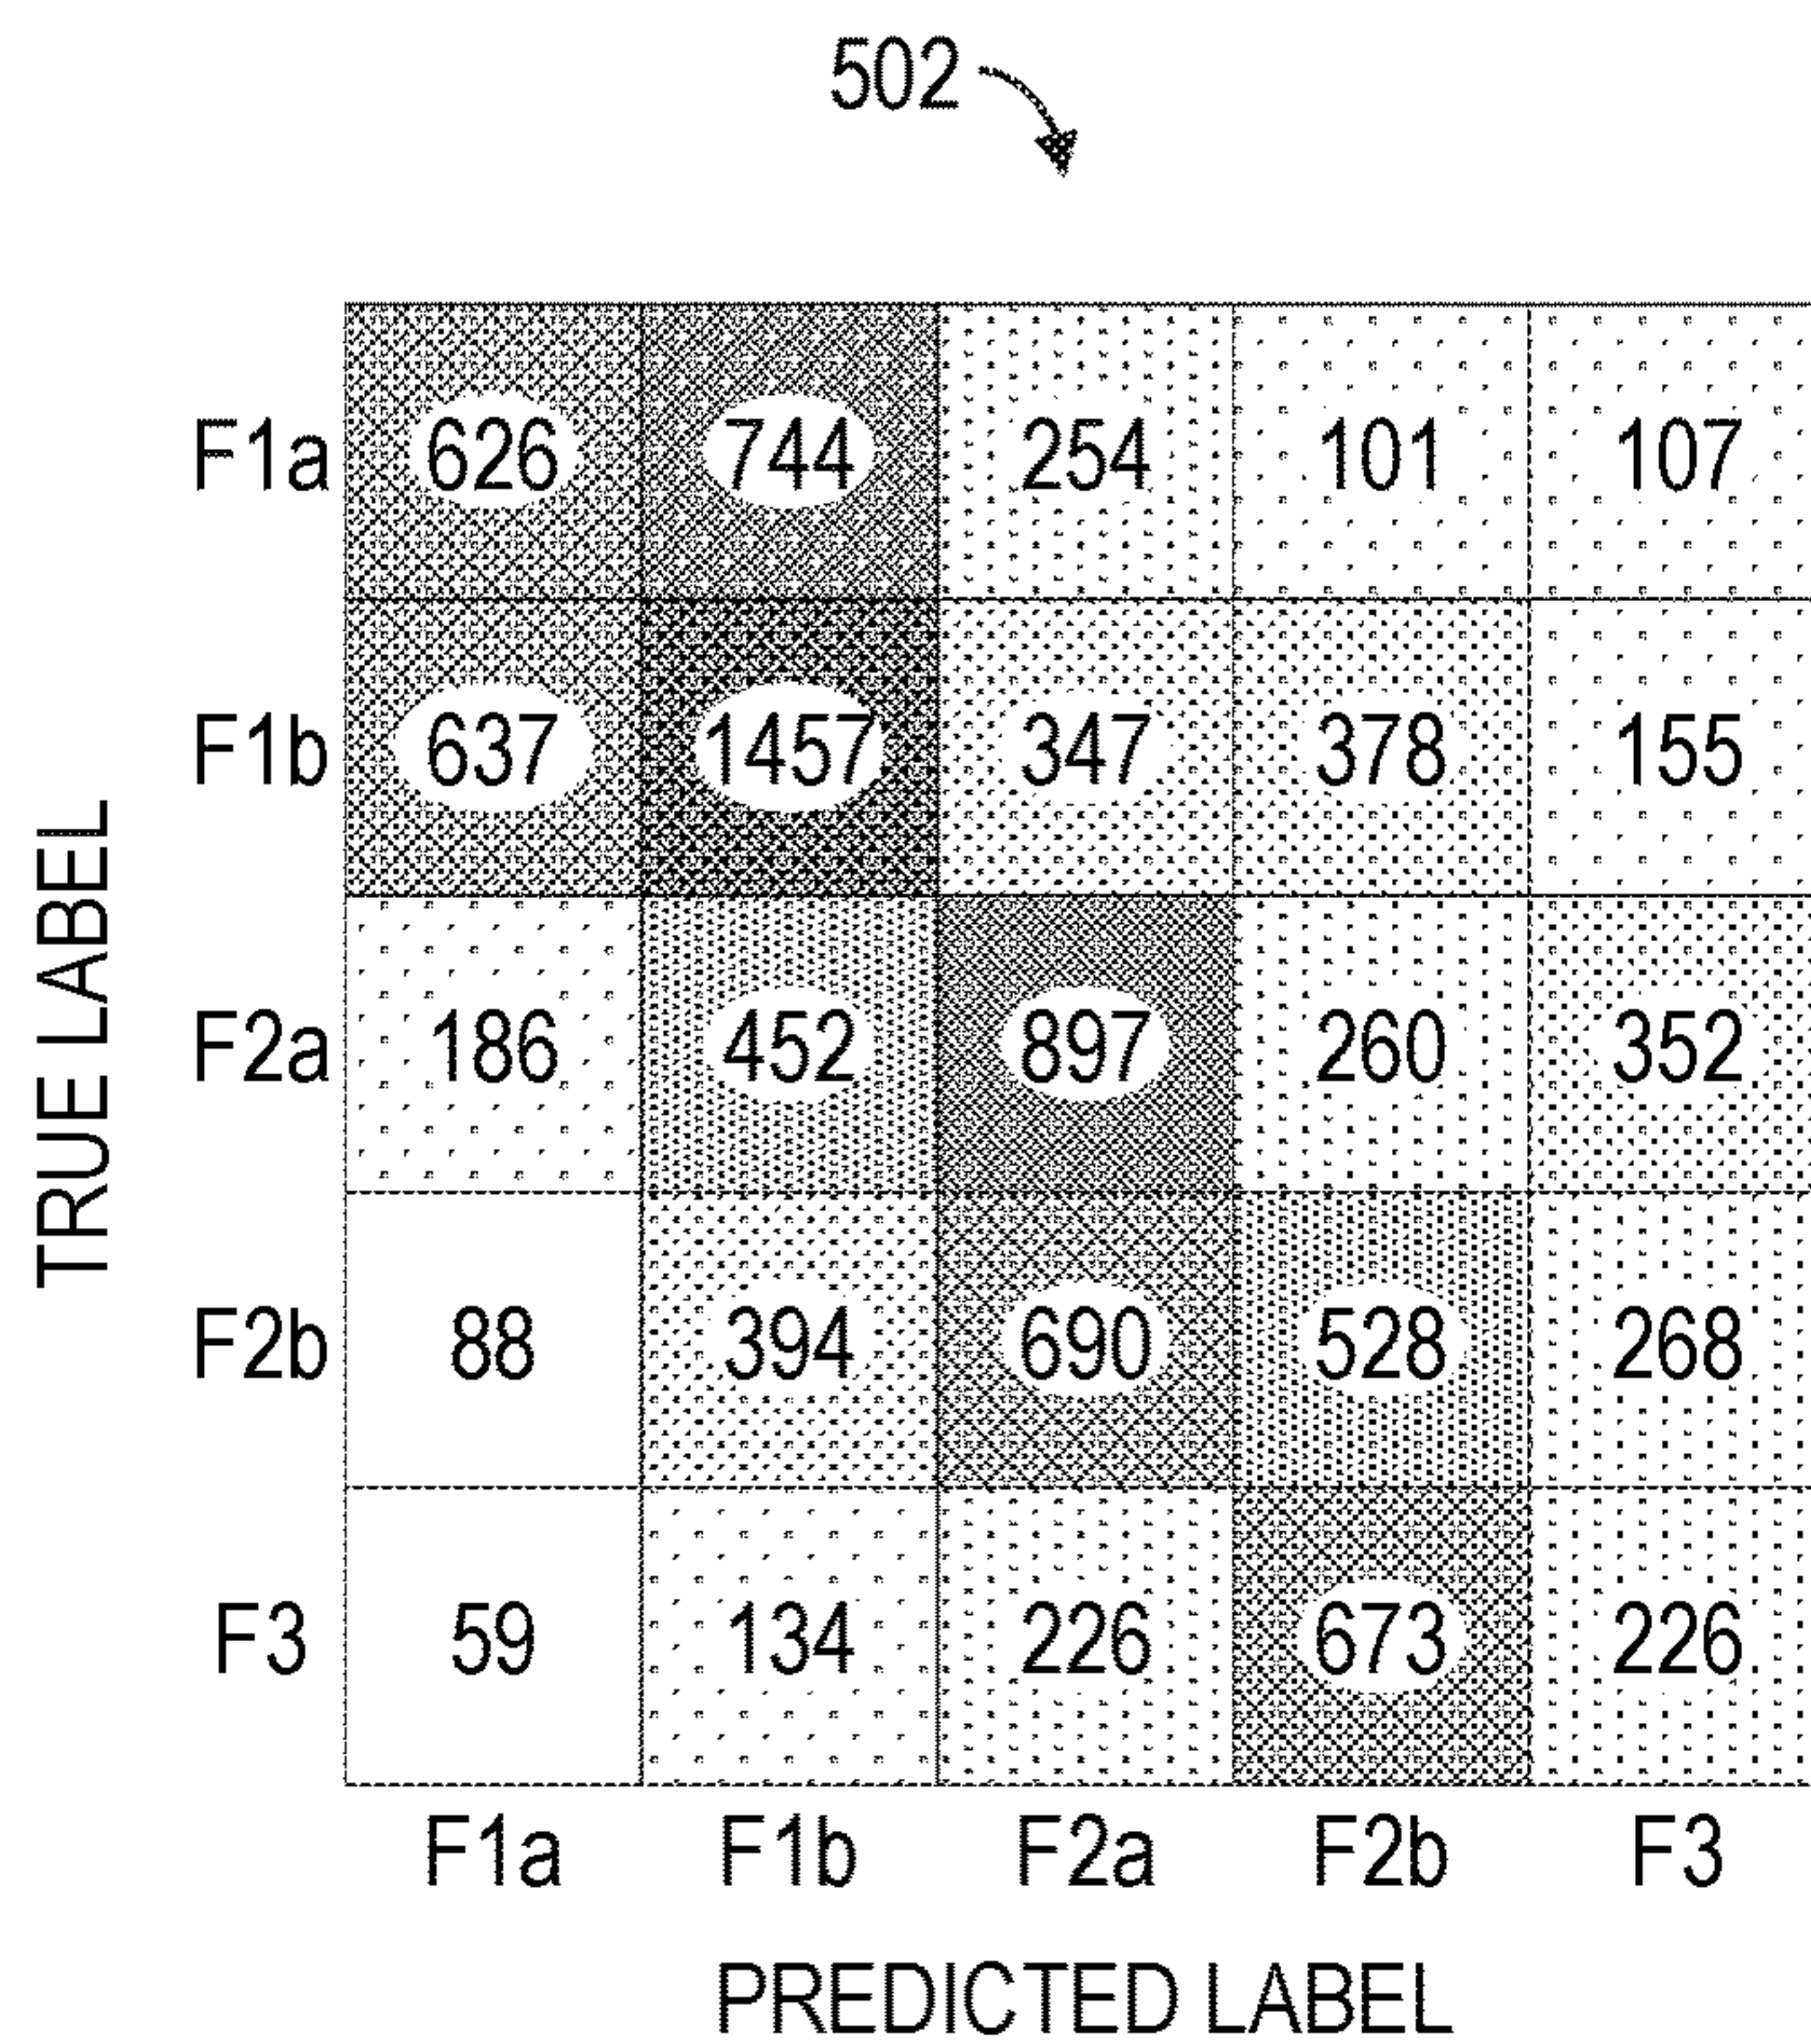 502
F1a 626 744 254 101 107
F1b 637 1457 347 378 155
F2a 186 452 897 260 352
F2b 88 394 690 528 268
F3 59 134 226 673 226
F1a F1b F2a F2b F3
TRUE LABEL
PREDICTED LABEL